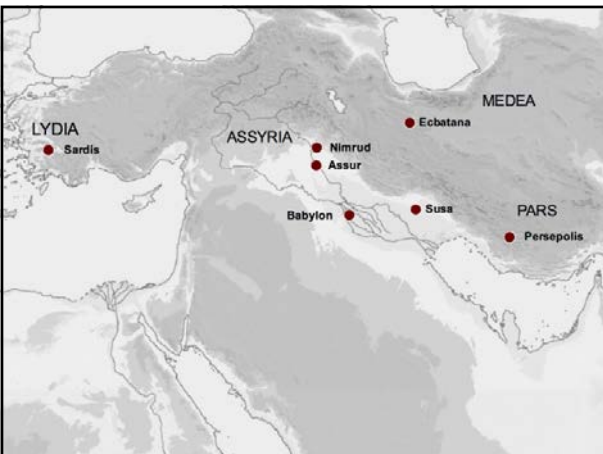 MEDEA
Ecbatana
LYDIA
ASSYRIA
Sardis
Nimrud
Assur
Babylon
Susa
PARS
Persepolis